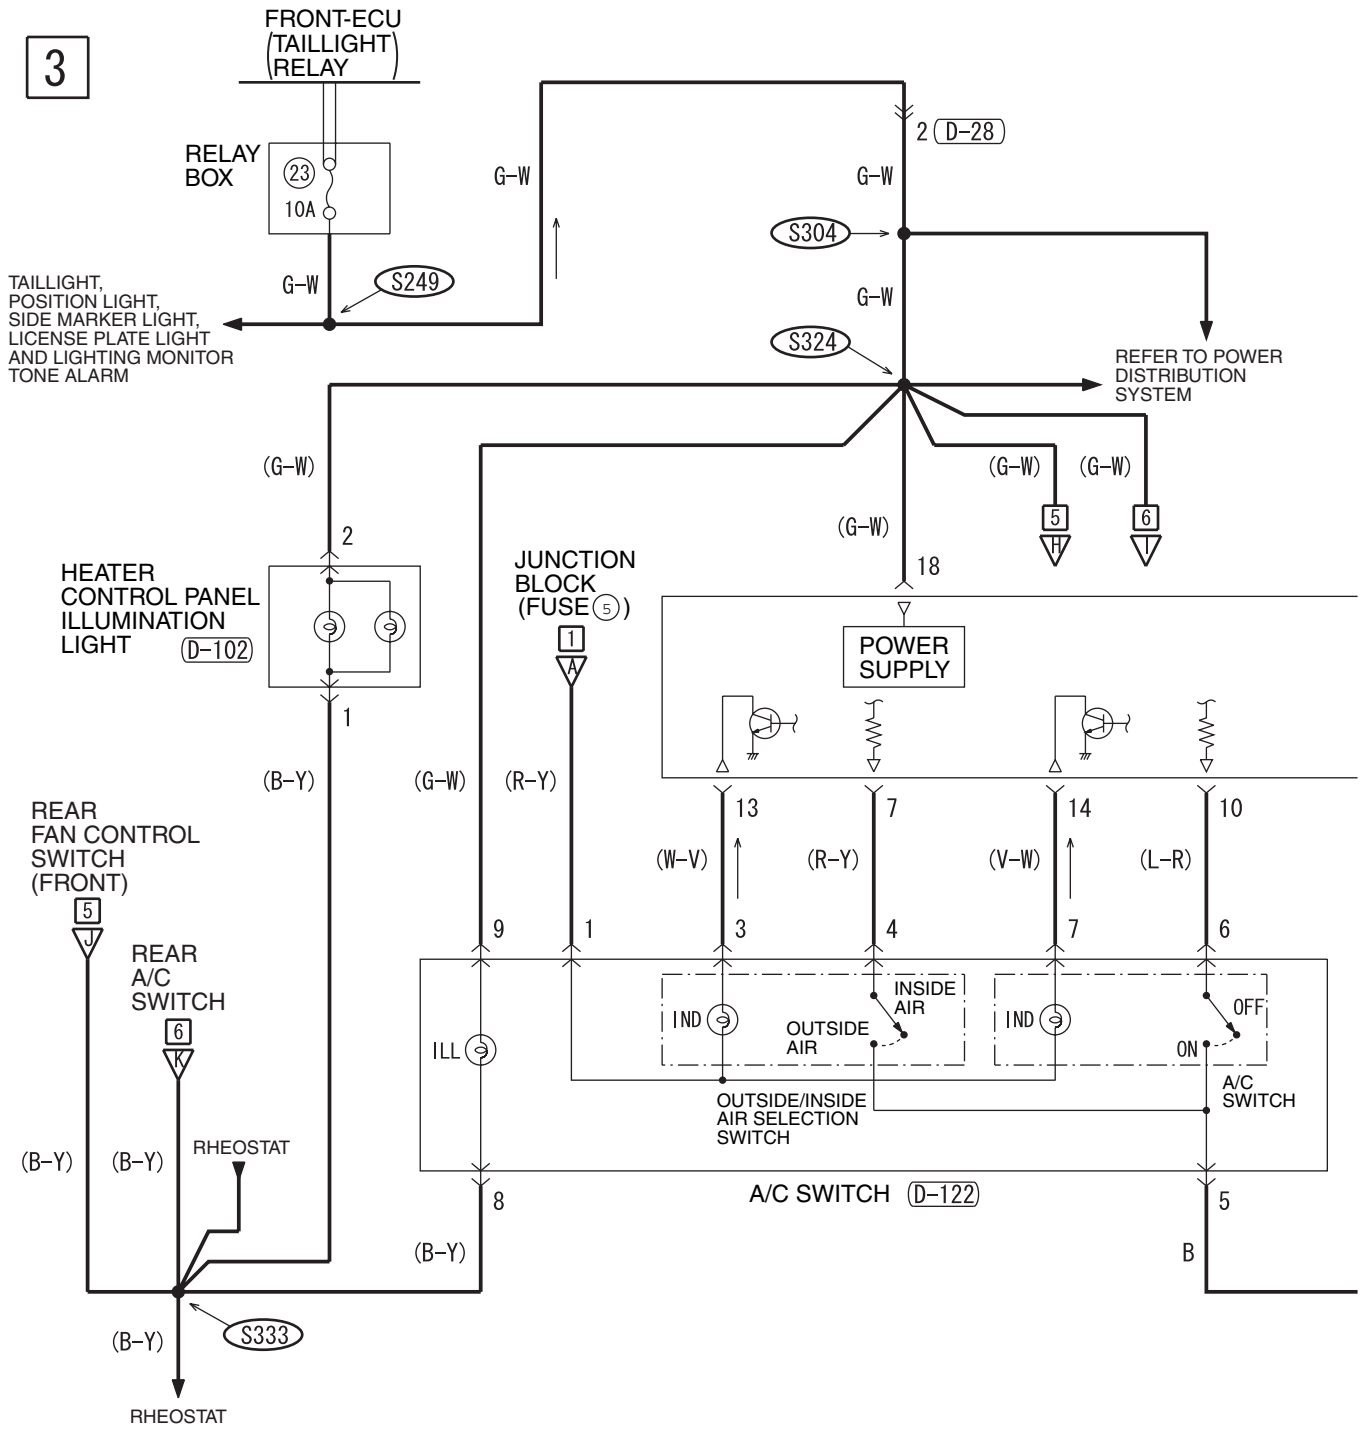 3
FRONT-ECU
(TAILLIGHT
RELAY)
RELAY
BOX
23
10A
G-W
S249
TAILLIGHT,
POSITION LIGHT,
SIDE MARKER LIGHT,
LICENSE PLATE LIGHT
AND LIGHTING MONITOR
TONE ALARM
G-W
2 D-28
G-W
S304
G-W
S324
REFER TO POWER
DISTRIBUTION
SYSTEM
(G-W)
(G-W) (G-W)
5 6
H I
(G-W)
18
2
HEATER
CONTROL PANEL
ILLUMINATION
LIGHT D-102
1
JUNCTION
BLOCK
(FUSE 5)
1
A
POWER
SUPPLY
(B-Y) (G-W) (R-Y)
13 7 14 10
(W-V) (R-Y) (V-W) (L-R)
REAR
FAN CONTROL
SWITCH
(FRONT)
5
J
REAR
A/C
SWITCH
6
K
9 1 3 4 7 6
ILL
IND
INSIDE
AIR
OUTSIDE
AIR
IND
OFF
ON
OUTSIDE/INSIDE
AIR SELECTION
SWITCH
A/C
SWITCH
(B-Y) (B-Y)
RHEOSTAT
8
A/C SWITCH D-122
5
(B-Y)
B
S333
(B-Y)
RHEOSTAT